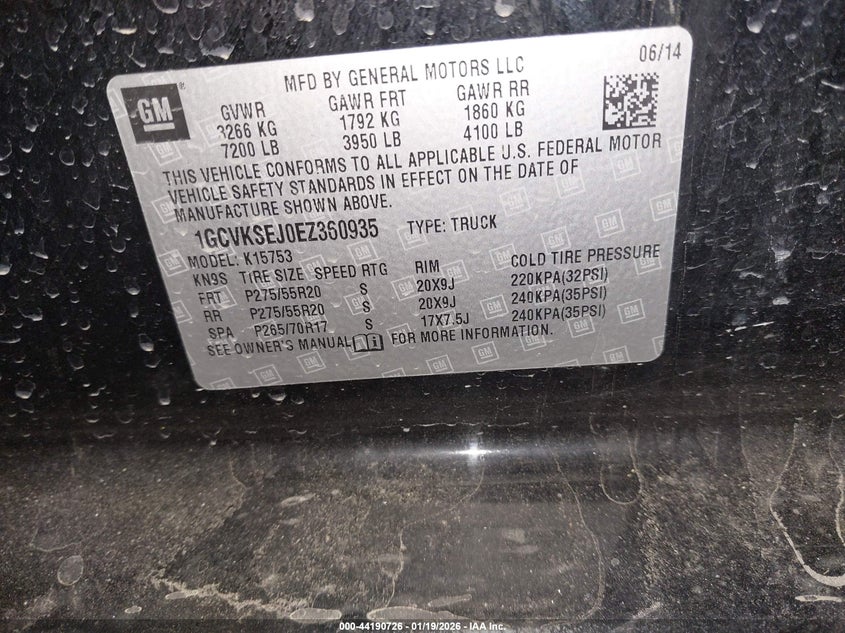 06/14
MFD BY GENERAL MOTORS LLC
GM®
GVWR GAWR FRT GAWR RR
3266 KG 1792 KG 1860 KG
7200 LB 3950 LB 4100 LB
THIS VEHICLE CONFORMS TO ALL APPLICABLE U.S. FEDERAL MOTOR
VEHICLE SAFETY STANDARDS IN EFFECT ON THE DATE OF
MANUFACTURE SHOWN ABOVE.
1GCVKSEJ0EZ360935 TYPE: TRUCK
MODEL: K15753
KN9S TIRE SIZE SPEED RTG RIM COLD TIRE PRESSURE
FRT P275/55R20 S 20X9J 220KPA(32PSI)
RR P275/55R20 S 20X9J 240KPA(35PSI)
SPA P265/70R17 S 17X7.5J 240KPA(35PSI)
SEE OWNER'S MANUAL FOR MORE INFORMATION.
000-44190726 - 01/19/2026 - IAA Inc.